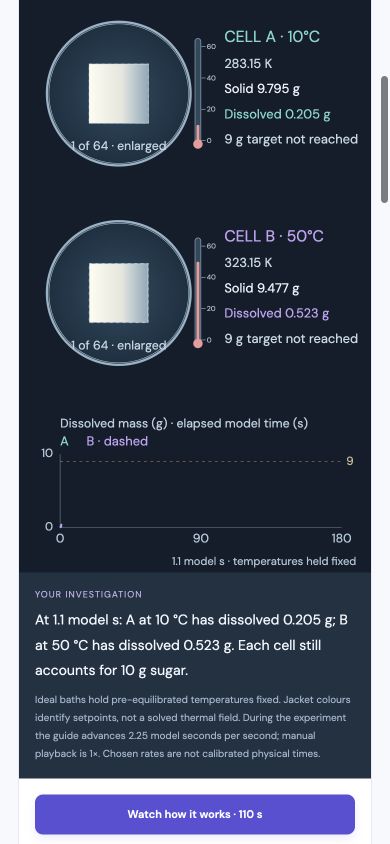 CELL A · 10°C
283.15 K
Solid 9.795 g
Dissolved 0.205 g
9 g target not reached
1 of 64 · enlarged
60
40
20
0
CELL B · 50°C
323.15 K
Solid 9.477 g
Dissolved 0.523 g
9 g target not reached
1 of 64 · enlarged
60
40
20
0
Dissolved mass (g) · elapsed model time (s)
A B · dashed
10
9
0
0 90 180
1.1 model s · temperatures held fixed
YOUR INVESTIGATION
At 1.1 model s: A at 10 °C has dissolved 0.205 g; B
at 50 °C has dissolved 0.523 g. Each cell still
accounts for 10 g sugar.
Ideal baths hold pre-equilibrated temperatures fixed. Jacket colours
identify setpoints, not a solved thermal field. During the experiment
the guide advances 2.25 model seconds per second; manual
playback is 1×. Chosen rates are not calibrated physical times.
Watch how it works · 110 s